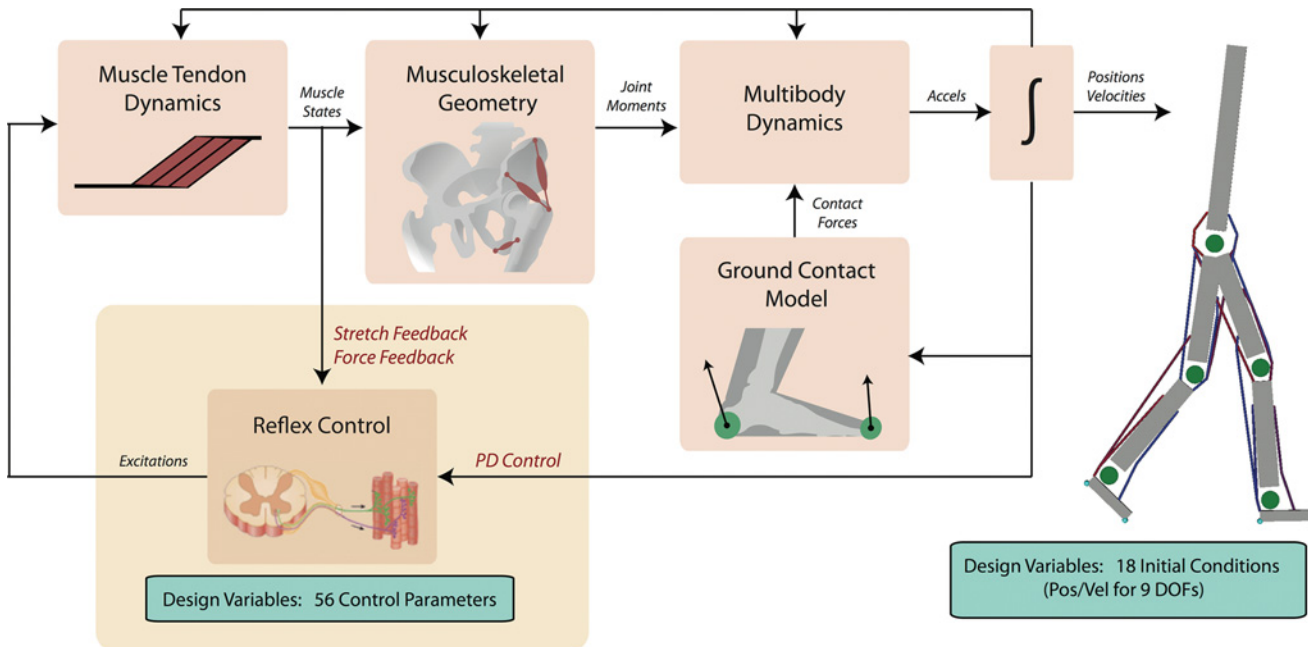 Muscle Tendon
Dynamics
Muscle
States
Musculoskeletal
Geometry
Joint
Moments
Multibody
Dynamics
Accels
∫
Positions
Velocities
Contact
Forces
Ground Contact
Model
Stretch Feedback
Force Feedback
Reflex Control
Excitations
PD Control
Design Variables: 56 Control Parameters
Design Variables: 18 Initial Conditions
(Pos/Vel for 9 DOFs)